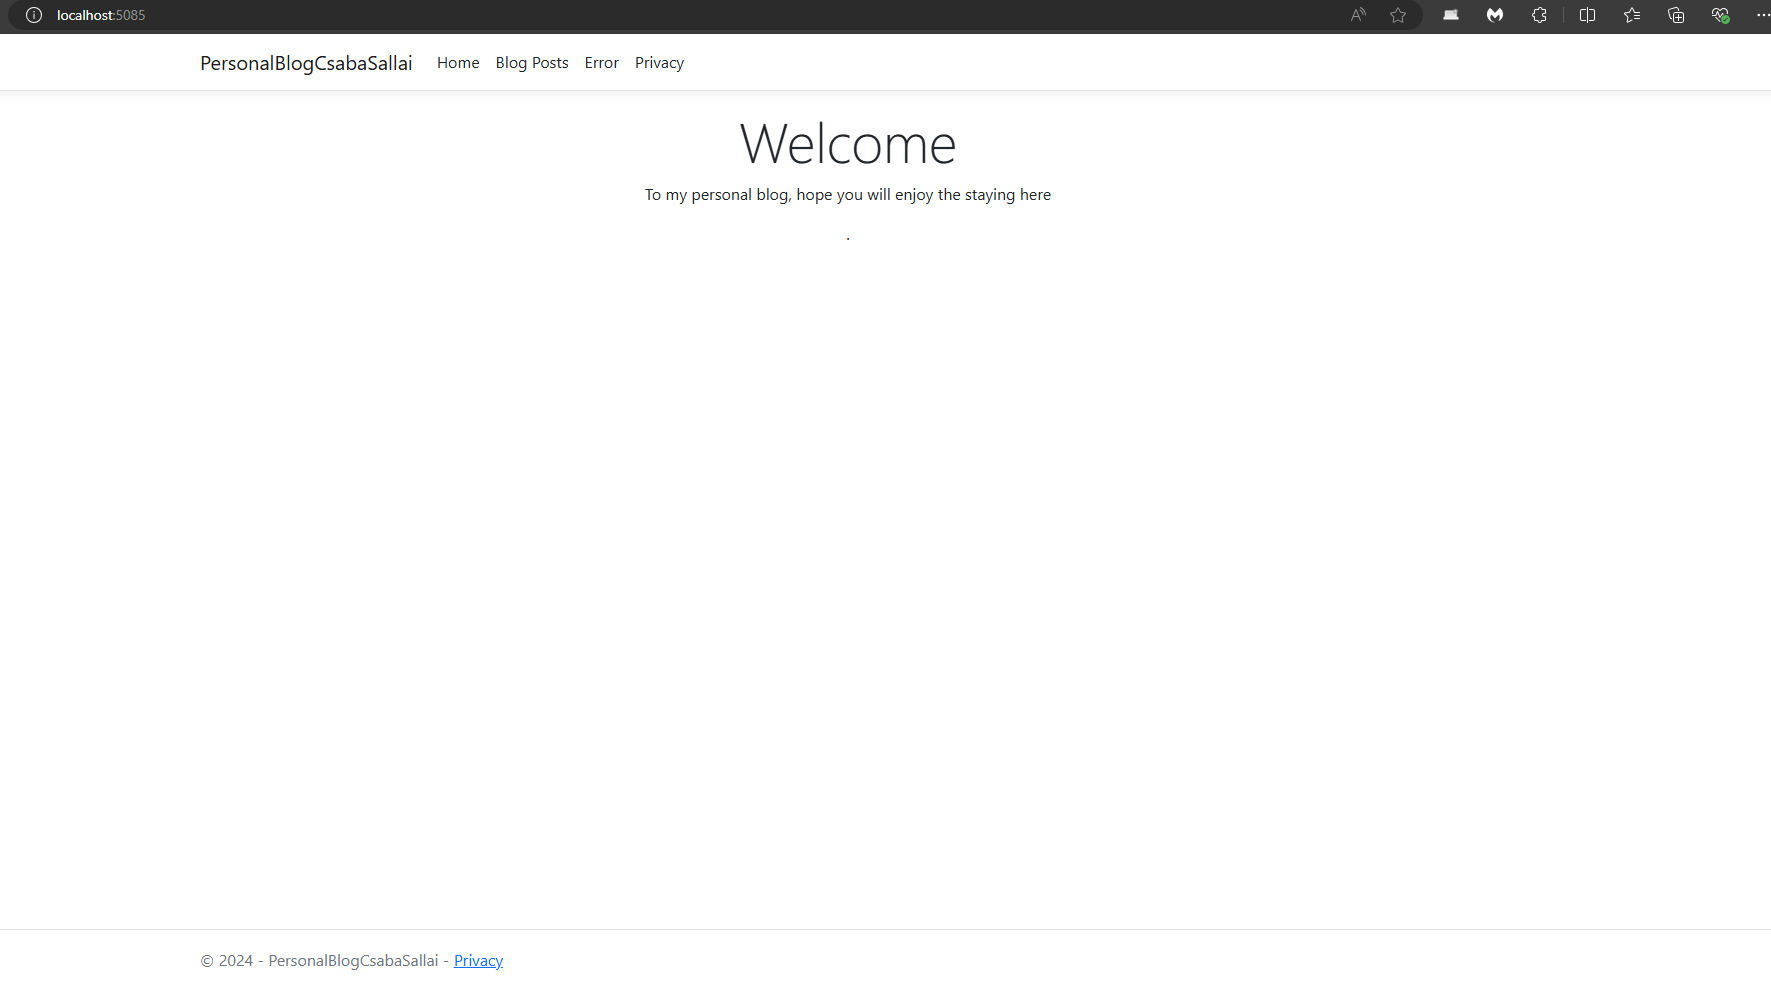 localhost:5085
PersonalBlogCsabaSallai Home Blog Posts Error Privacy
Welcome
To my personal blog, hope you will enjoy the staying here
.
© 2024 - PersonalBlogCsabaSallai - Privacy